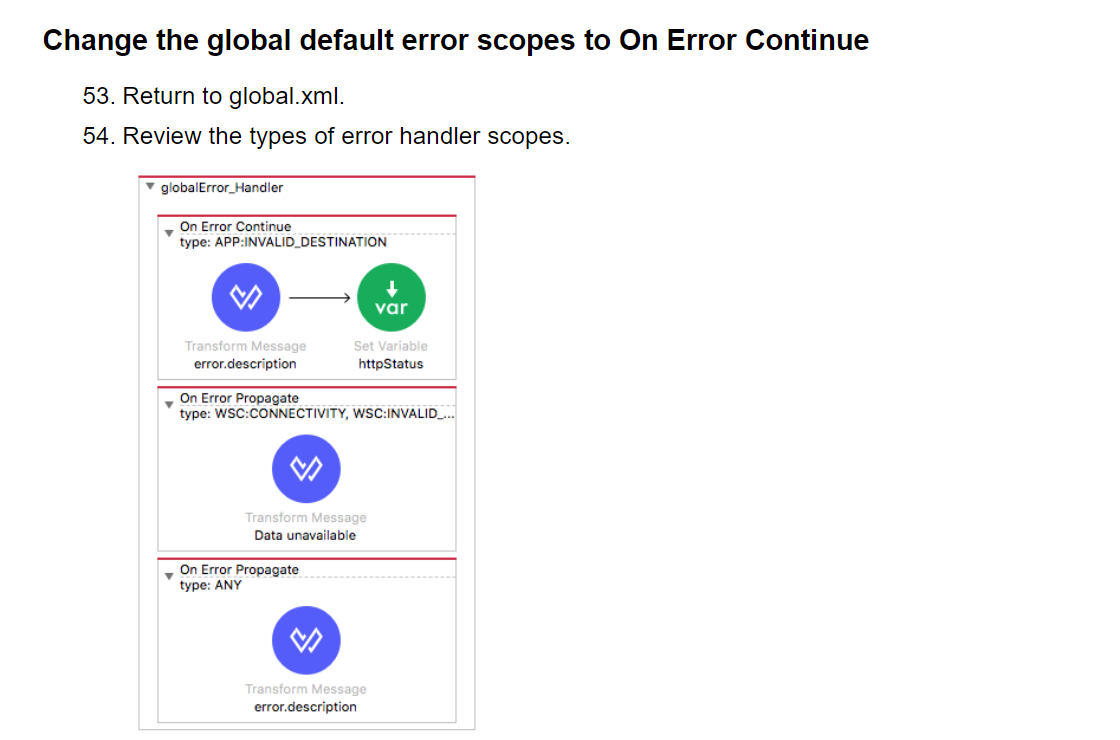 Change the global default error scopes to On Error Continue
53. Return to global.xml.
54. Review the types of error handler scopes.
globalError_Handler
On Error Continue
type: APP:INVALID_DESTINATION
var
Transform Message
Set Variable
error.description
httpStatus
On Error Propagate
type: WSC:CONNECTIVITY, WSC:INVALID_...
Transform Message
Data unavailable
On Error Propagate
type: ANY
Transform Message
error.description